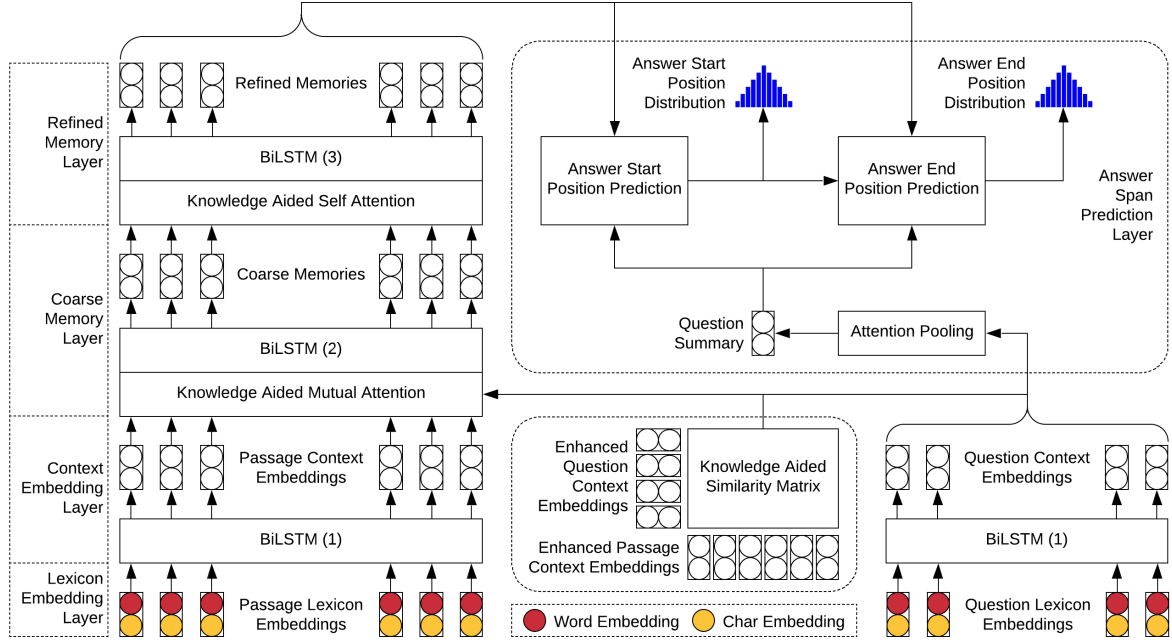 Refined
Memory
Layer
Coarse
Memory
Layer
Context
Embedding
Layer
Lexicon
Embedding
Layer
Refined Memories
BiLSTM (3)
Knowledge Aided Self Attention
Coarse Memories
BiLSTM (2)
Knowledge Aided Mutual Attention
Passage Context
Embeddings
BiLSTM (1)
Passage Lexicon
Embeddings
Answer Start
Position
Distribution
Answer End
Position
Distribution
Answer Start
Position Prediction
Answer End
Position Prediction
Answer
Span
Prediction
Layer
Question
Summary
Attention Pooling
Enhanced
Question
Context
Embeddings
Knowledge Aided
Similarity Matrix
Enhanced Passage
Context Embeddings
Word Embedding
Char Embedding
Question Context
Embeddings
BiLSTM (1)
Question Lexicon
Embeddings